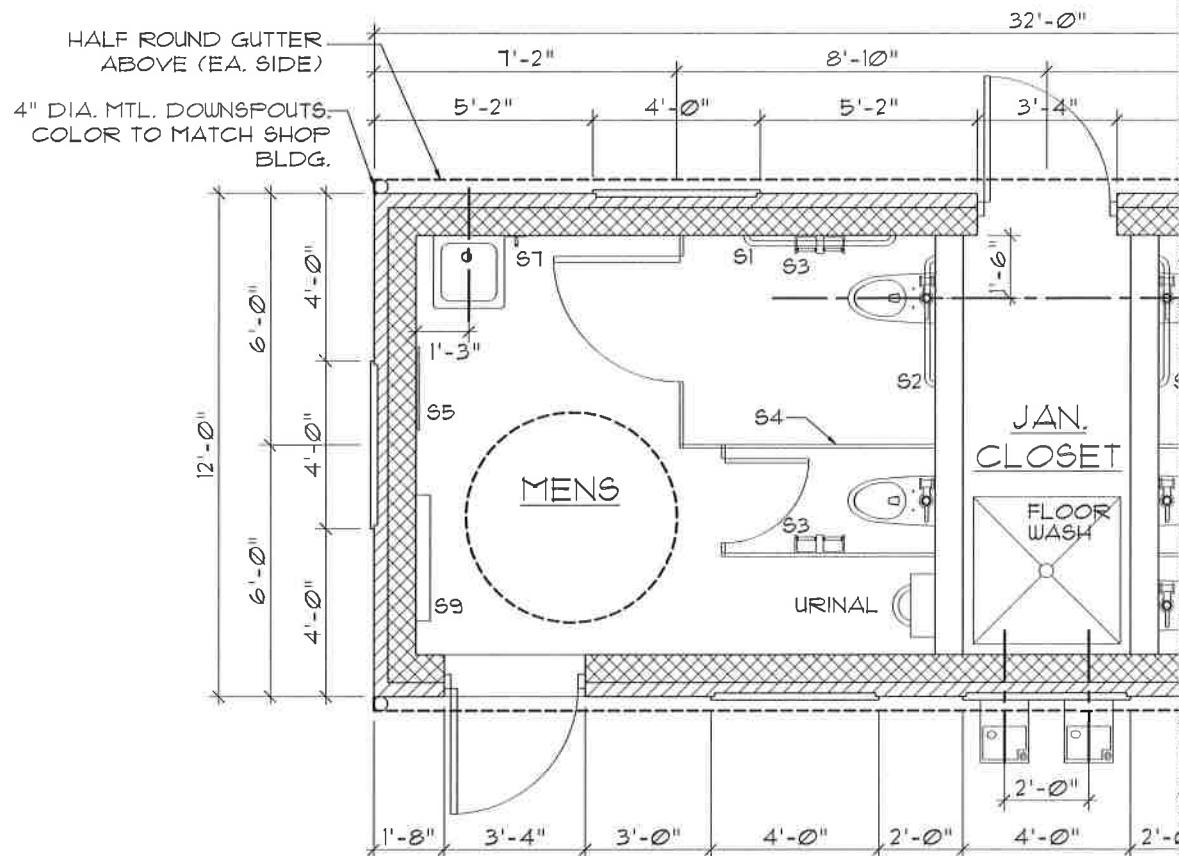 32'-0"
HALF ROUND GUTTER
ABOVE (EA. SIDE)
7'-2"
8'-10"
4" DIA. MTL. DOWNSPOUTS.
COLOR TO MATCH SHOP
BLDG.
5'-2"
4'-0"
5'-2"
3'-4"
12'-0"
6'-0"
6'-0"
4'-0"
4'-0"
4'-0"
S7
S1
S3
1'-6"
1'-3"
S2
S5
S4
JAN.
CLOSET
MENS
FLOOR
WASH
S3
S9
URINAL
2'-0"
1'-8"
3'-4"
3'-0"
4'-0"
2'-0"
4'-0"